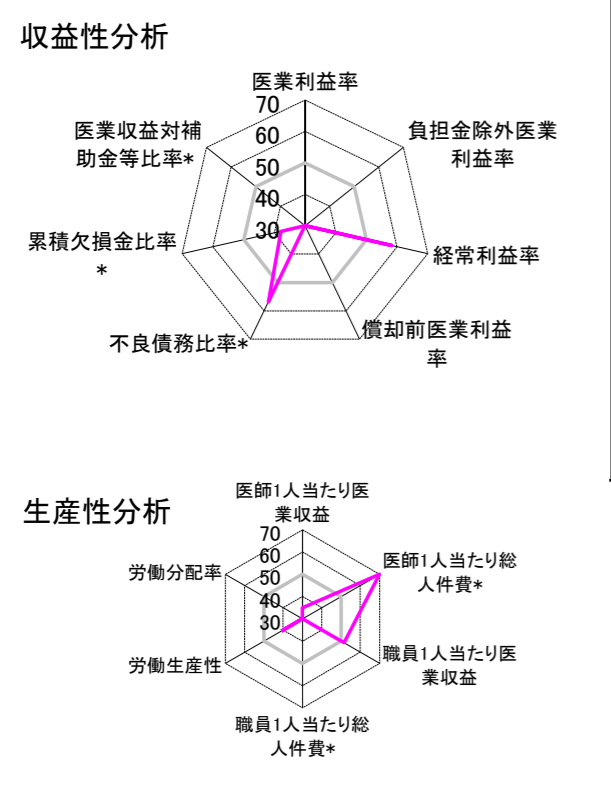 収益性分析
医業利益率
70
60
50
40
30
負担金除外医業
利益率
経常利益率
償却前医業利益
率
不良債務比率*
累積欠損金比率
*
医業収益対補
助金等比率*
生産性分析
医師1人当たり医
業収益
70
60
50
40
30
医師1人当たり総
人件費*
職員1人当たり医
業収益
職員1人当たり総
人件費*
労働生産性
労働分配率